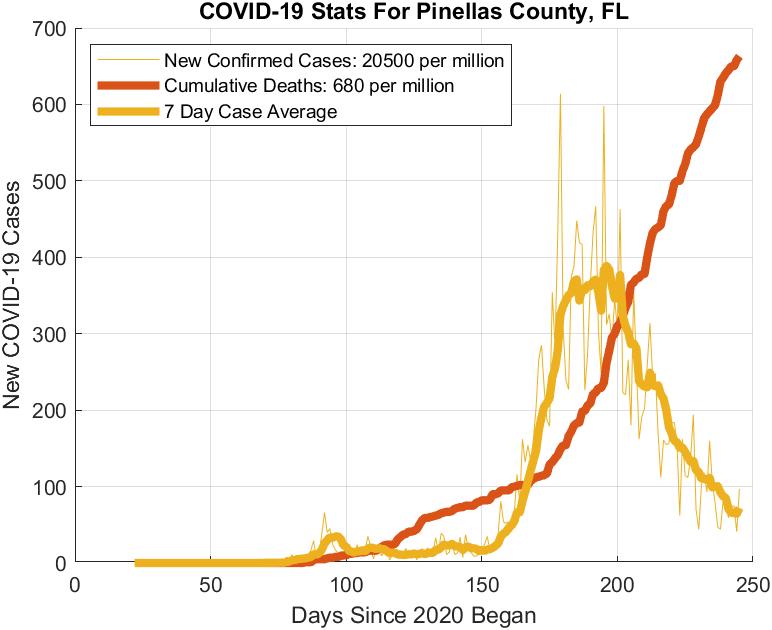 COVID-19 Stats For Pinellas County, FL
700
600
500
400
300
200
100
0
New COVID-19 Cases
New Confirmed Cases: 20500 per million
Cumulative Deaths: 680 per million
7 Day Case Average
0 50 100 150 200 250
Days Since 2020 Began